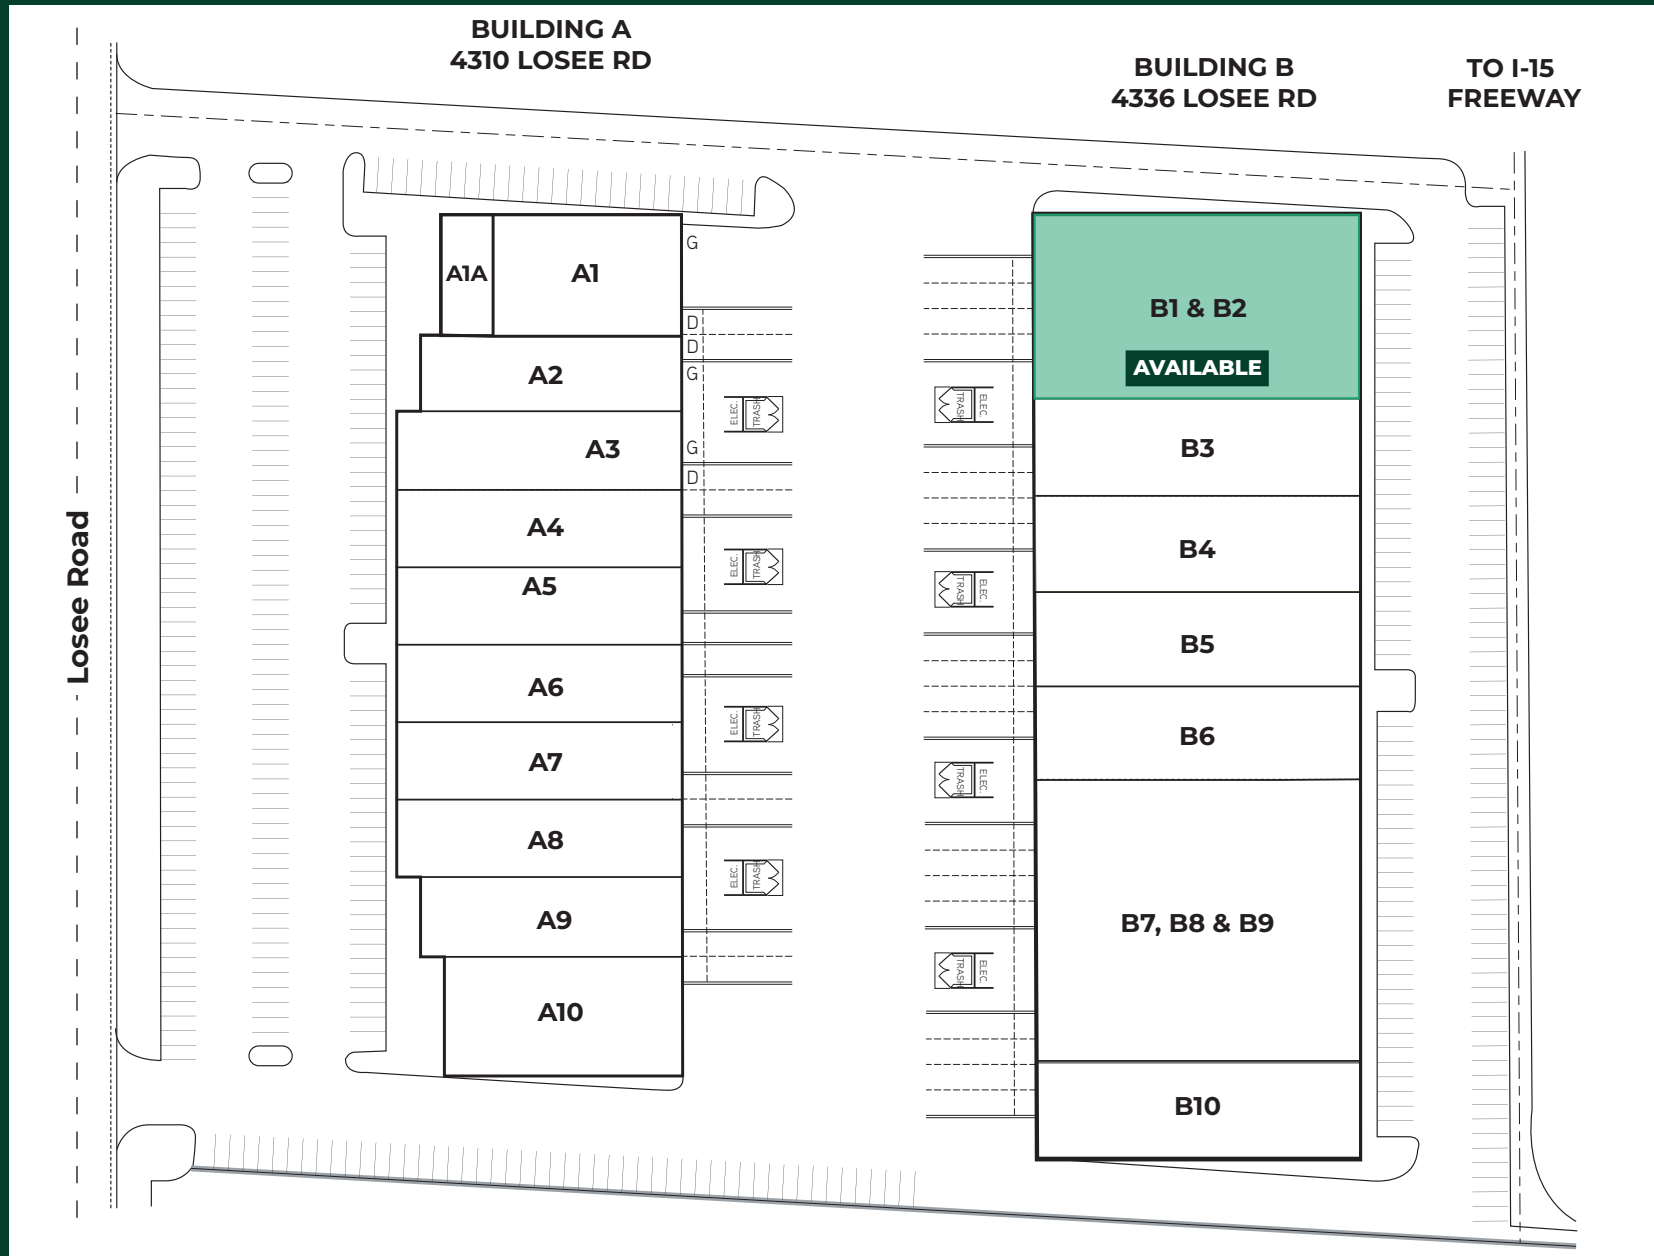 BUILDING A
4310 LOSEE RD
BUILDING B
4336 LOSEE RD
TO I-15
FREEWAY
Losee Road
A1A
A1
A2
A3
A4
A5
A6
A7
A8
A9
A10
G
D
D
G
G
D
ELEC.
TRASH
ELEC.
TRASH
ELEC.
TRASH
ELEC.
TRASH
TRASH
ELEC.
TRASH
ELEC.
TRASH
ELEC.
TRASH
ELEC.
B1 & B2
AVAILABLE
B3
B4
B5
B6
B7, B8 & B9
B10